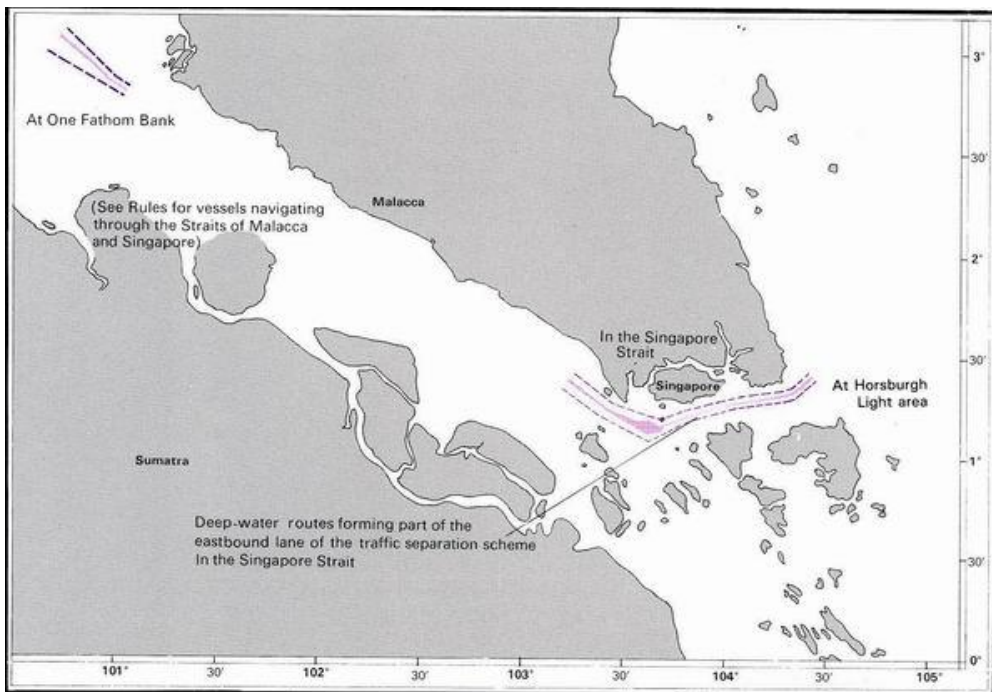 At One Fathom Bank
(See Rules for vessels navigating
through the Straits of Malacca
and Singapore)
Malacca
In the Singapore
Strait
Singapore
At Horsburgh
Light area
Sumatra
Deep-water routes forming part of the
eastbound lane of the traffic separation scheme
In the Singapore Strait
3°
30'
2°
30'
1°
30'
0°
101°
30'
102°
30'
103°
30'
104°
30'
105°